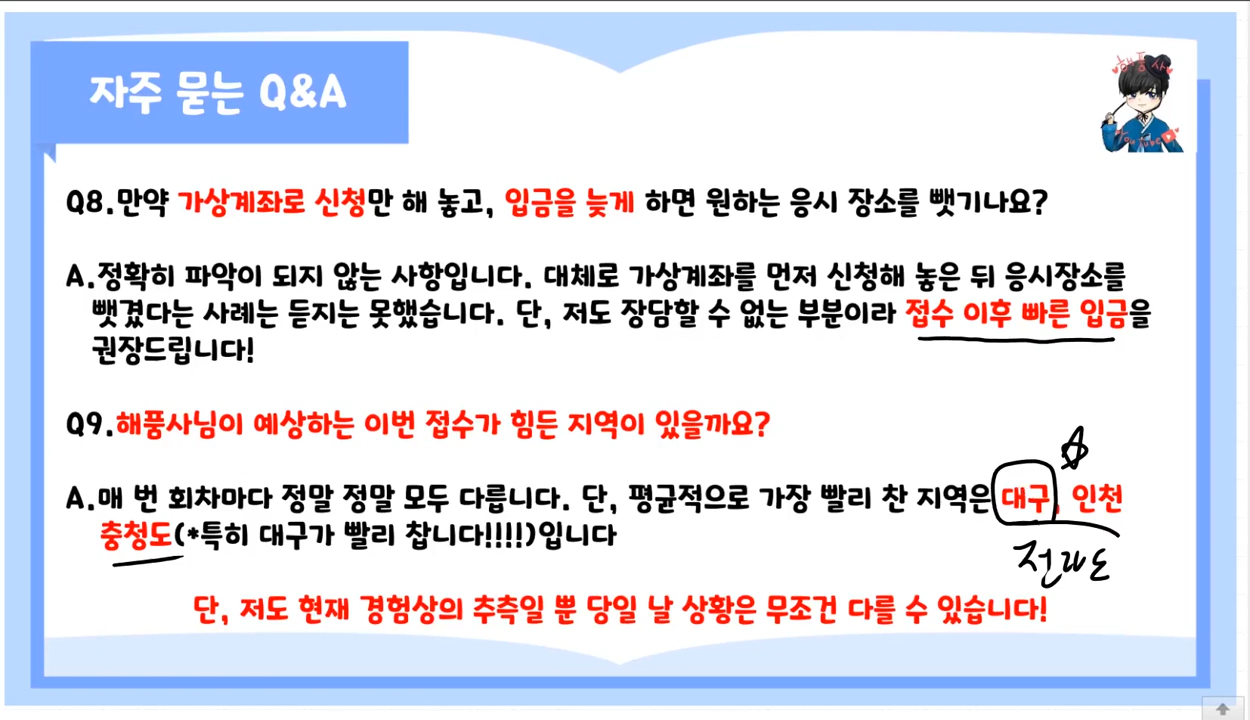 자주 묻는 Q&A
해풍사
YouTube
Q8.만약 가상계좌로 신청만 해 놓고, 입금을 늦게 하면 원하는 응시 장소를 뺏기나요?
A.정확히 파악이 되지 않는 사항입니다. 대체로 가상계좌를 먼저 신청해 놓은 뒤 응시장소를
뺏겼다는 사례는 듣지는 못했습니다. 단, 저도 장담할 수 없는 부분이라 접수 이후 빠른 입금을
권장드립니다!
Q9.해풍사님이 예상하는 이번 접수가 힘든 지역이 있을까요?
A.매 번 회차마다 정말 정말 모두 다릅니다. 단, 평균적으로 가장 빨리 찬 지역은 대구, 인천
충청도(*특히 대구가 빨리 찹니다!!!!)입니다
전라도
단, 저도 현재 경험상의 추측일 뿐 당일 날 상황은 무조건 다를 수 있습니다!